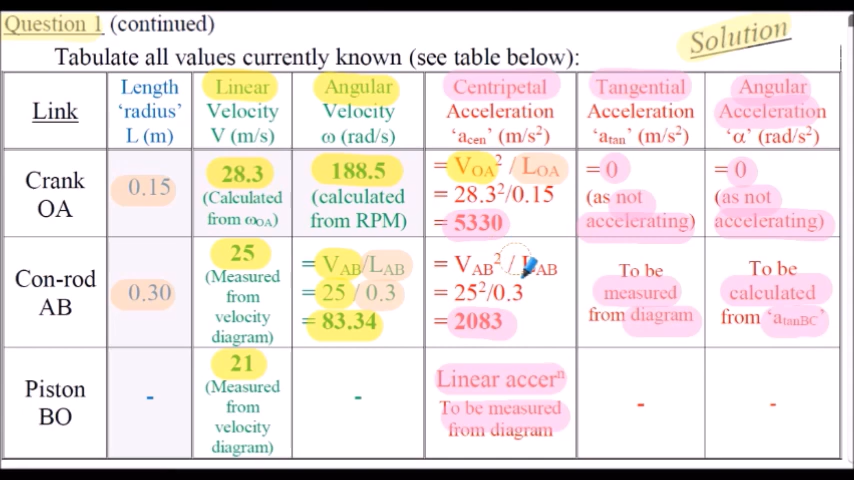 Question 1 (continued)
Solution
Tabulate all values currently known (see table below):
Link
Length
‘radius’
L (m)
Linear
Velocity
V (m/s)
Angular
Velocity
ω (rad/s)
Centripetal
Acceleration
‘acen’ (m/s²)
Tangential
Acceleration
‘atan’ (m/s²)
Angular
Acceleration
‘α’ (rad/s²)
Crank
OA
0.15
28.3
(Calculated
from ωOA)
188.5
(calculated
from RPM)
= VOA² / LOA
= 28.3²/0.15
= 5330
= 0
(as not
accelerating)
= 0
(as not
accelerating)
Con-rod
AB
0.30
25
(Measured
from
velocity
diagram)
= VAB/LAB
= 25 / 0.3
= 83.34
= VAB² / LAB
= 25²/0.3
= 2083
To be
measured
from diagram
To be
calculated
from ‘atanBC’
Piston
BO
-
21
(Measured
from
velocity
diagram)
-
Linear accerⁿ
To be measured
from diagram
-
-